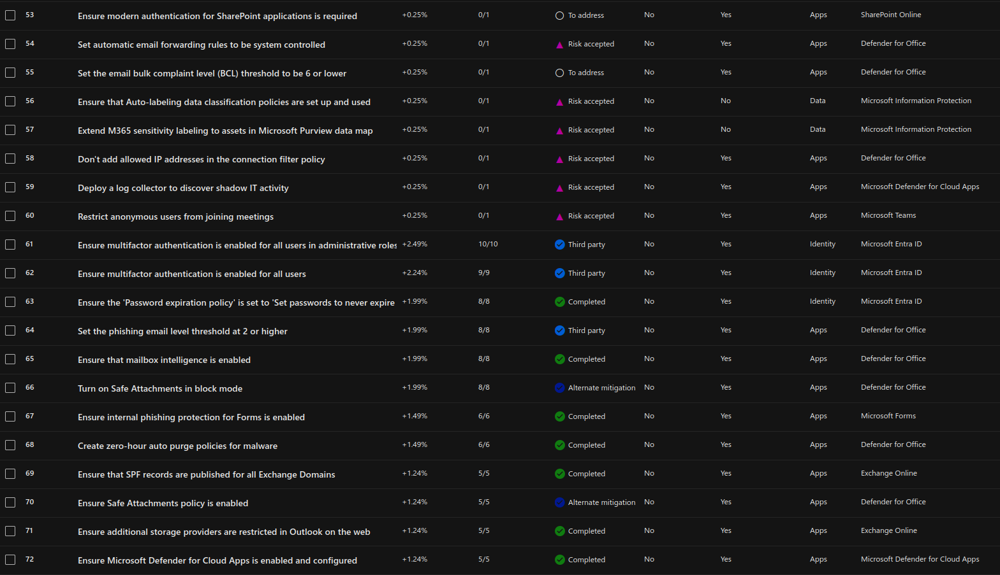 53 Ensure modern authentication for SharePoint applications is required +0.25% 0/1 To address No Yes Apps SharePoint Online
54 Set automatic email forwarding rules to be system controlled +0.25% 0/1 Risk accepted No Yes Apps Defender for Office
55 Set the email bulk complaint level (BCL) threshold to be 6 or lower +0.25% 0/1 To address No Yes Apps Defender for Office
56 Ensure that Auto-labeling data classification policies are set up and used +0.25% 0/1 Risk accepted No No Data Microsoft Information Protection
57 Extend M365 sensitivity labeling to assets in Microsoft Purview data map +0.25% 0/1 Risk accepted No No Data Microsoft Information Protection
58 Don't add allowed IP addresses in the connection filter policy +0.25% 0/1 Risk accepted No Yes Apps Defender for Office
59 Deploy a log collector to discover shadow IT activity +0.25% 0/1 Risk accepted No Yes Apps Microsoft Defender for Cloud Apps
60 Restrict anonymous users from joining meetings +0.25% 0/1 Risk accepted No Yes Apps Microsoft Teams
61 Ensure multifactor authentication is enabled for all users in administrative roles +2.49% 10/10 Third party No Yes Identity Microsoft Entra ID
62 Ensure multifactor authentication is enabled for all users +2.24% 9/9 Third party No Yes Identity Microsoft Entra ID
63 Ensure the 'Password expiration policy' is set to 'Set passwords to never expire +1.99% 8/8 Completed No Yes Identity Microsoft Entra ID
64 Set the phishing email level threshold at 2 or higher +1.99% 8/8 Third party No Yes Apps Defender for Office
65 Ensure that mailbox intelligence is enabled +1.99% 8/8 Completed No Yes Apps Defender for Office
66 Turn on Safe Attachments in block mode +1.99% 8/8 Alternate mitigation No Yes Apps Defender for Office
67 Ensure internal phishing protection for Forms is enabled +1.49% 6/6 Completed No Yes Apps Microsoft Forms
68 Create zero-hour auto purge policies for malware +1.49% 6/6 Completed No Yes Apps Defender for Office
69 Ensure that SPF records are published for all Exchange Domains +1.24% 5/5 Completed No Yes Apps Exchange Online
70 Ensure Safe Attachments policy is enabled +1.24% 5/5 Alternate mitigation No Yes Apps Defender for Office
71 Ensure additional storage providers are restricted in Outlook on the web +1.24% 5/5 Completed No Yes Apps Exchange Online
72 Ensure Microsoft Defender for Cloud Apps is enabled and configured +1.24% 5/5 Completed No Yes Apps Microsoft Defender for Cloud Apps